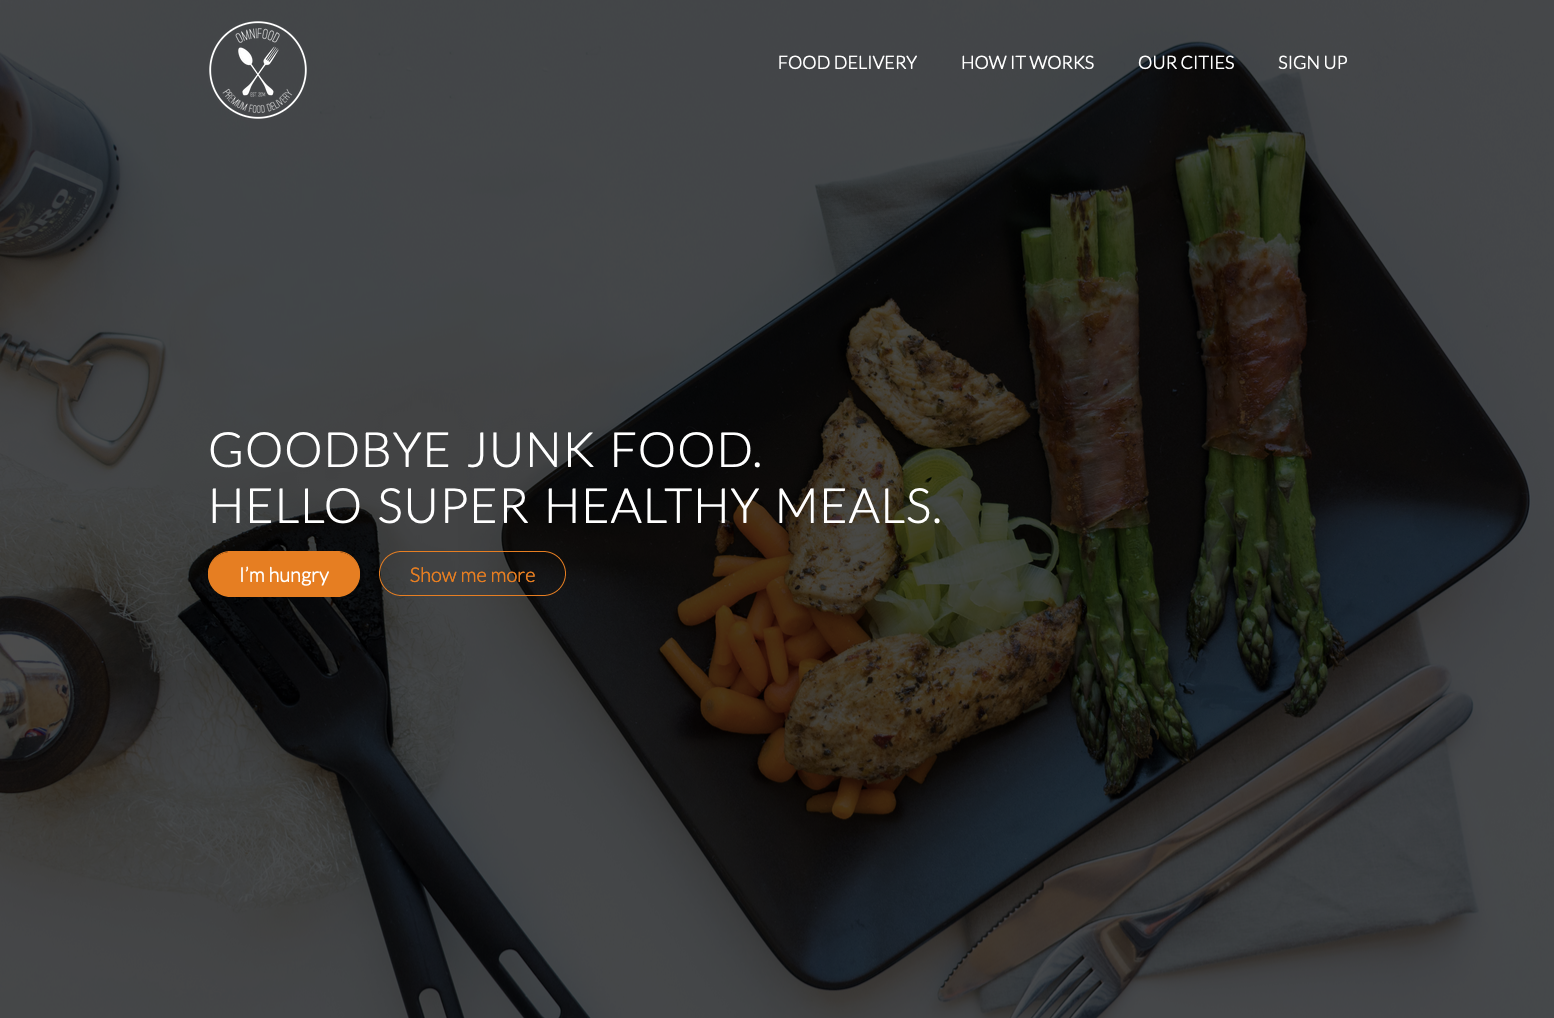 OMNIFOOD
EST. 2014
PREMIUM FOOD DELIVERY
FOOD DELIVERY HOW IT WORKS OUR CITIES SIGN UP
GOODBYE JUNK FOOD.
HELLO SUPER HEALTHY MEALS.
I'm hungry Show me more